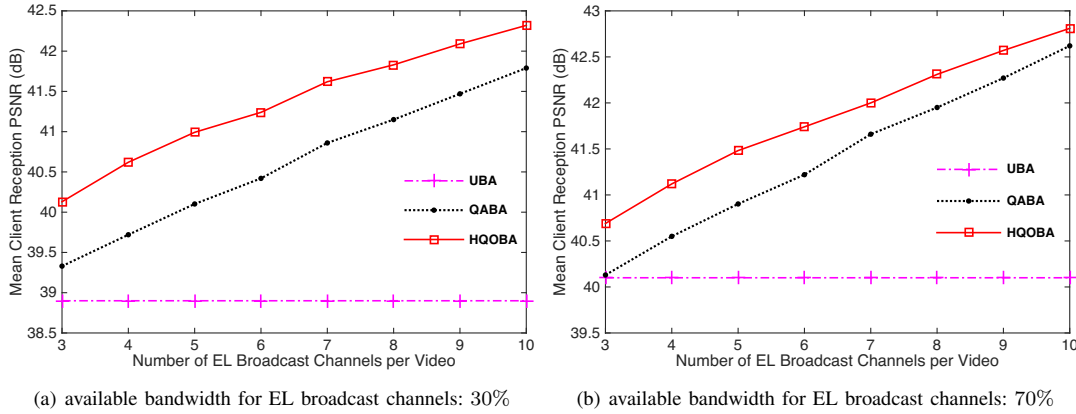 42.5
42
41.5
41
40.5
40
39.5
39
38.5
Mean Client Reception PSNR (dB)
UBA
QABA
HQOBA
3 4 5 6 7 8 9 10
Number of EL Broadcast Channels per Video
(a) available bandwidth for EL broadcast channels: 30%
43
42.5
42
41.5
41
40.5
40
39.5
Mean Client Reception PSNR (dB)
UBA
QABA
HQOBA
3 4 5 6 7 8 9 10
Number of EL Broadcast Channels per Video
(b) available bandwidth for EL broadcast channels: 70%